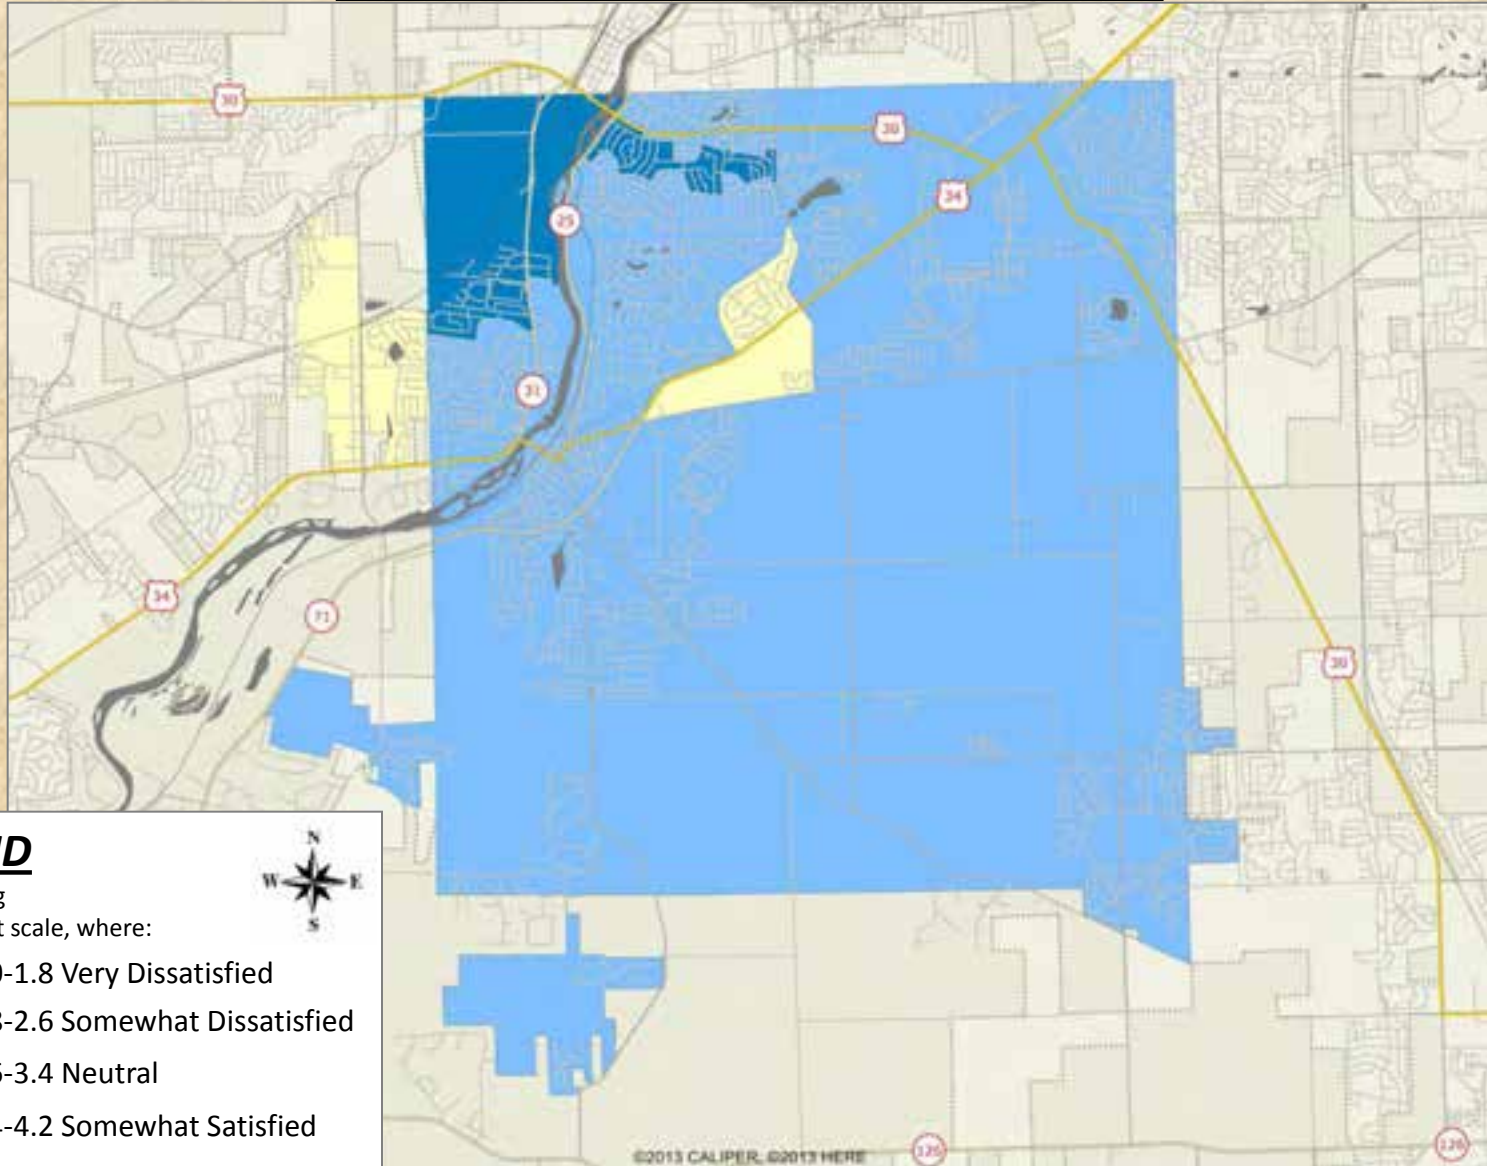 30
30
34
25
31
34
71
30
N
W E
S
t scale, where:
-1.8 Very Dissatisfied
-2.6 Somewhat Dissatisfied
-3.4 Neutral
-4.2 Somewhat Satisfied
©2013 CALIPER, ©2013 HERE
126
126